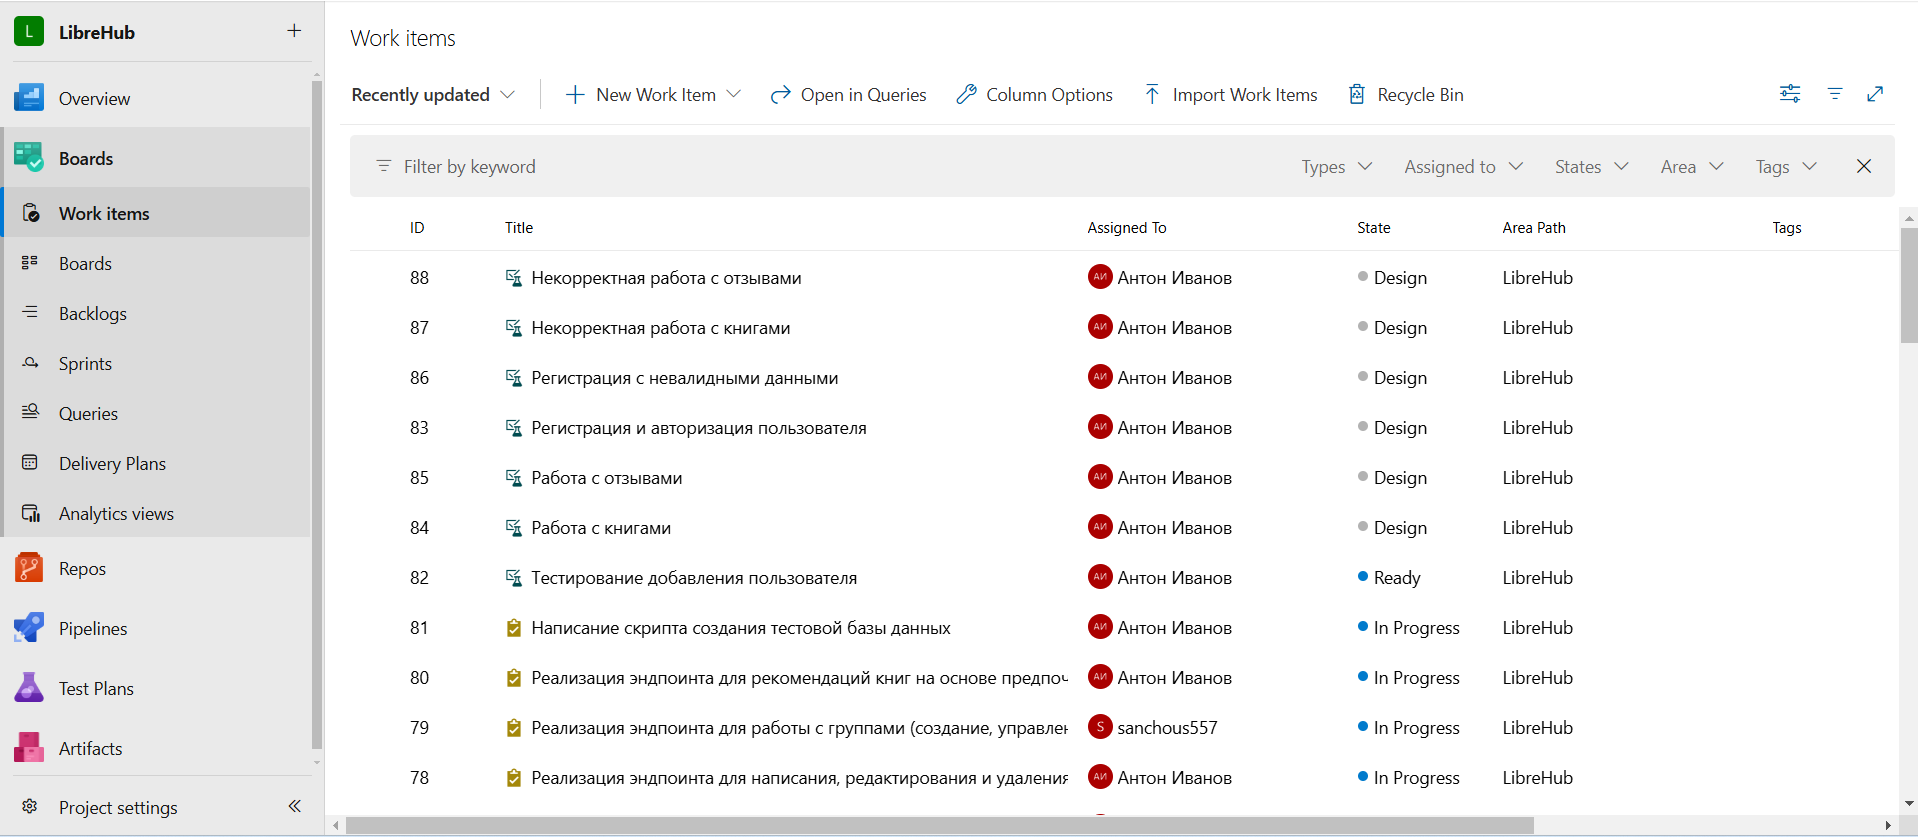 L LibreHub
Overview
Boards
Work items
Boards
Backlogs
Sprints
Queries
Delivery Plans
Analytics views
Repos
Pipelines
Test Plans
Artifacts
Project settings
Work items
Recently updated New Work Item Open in Queries Column Options Import Work Items Recycle Bin
Filter by keyword Types Assigned to States Area Tags
ID Title Assigned To State Area Path Tags
88 Некорректная работа с отзывами АИ Антон Иванов Design LibreHub
87 Некорректная работа с книгами АИ Антон Иванов Design LibreHub
86 Регистрация с невалидными данными АИ Антон Иванов Design LibreHub
83 Регистрация и авторизация пользователя АИ Антон Иванов Design LibreHub
85 Работа с отзывами АИ Антон Иванов Design LibreHub
84 Работа с книгами АИ Антон Иванов Design LibreHub
82 Тестирование добавления пользователя АИ Антон Иванов Ready LibreHub
81 Написание скрипта создания тестовой базы данных АИ Антон Иванов In Progress LibreHub
80 Реализация эндпоинта для рекомендаций книг на основе предпоч АИ Антон Иванов In Progress LibreHub
79 Реализация эндпоинта для работы с группами (создание, управлен S sanchous557 In Progress LibreHub
78 Реализация эндпоинта для написания, редактирования и удаления АИ Антон Иванов In Progress LibreHub